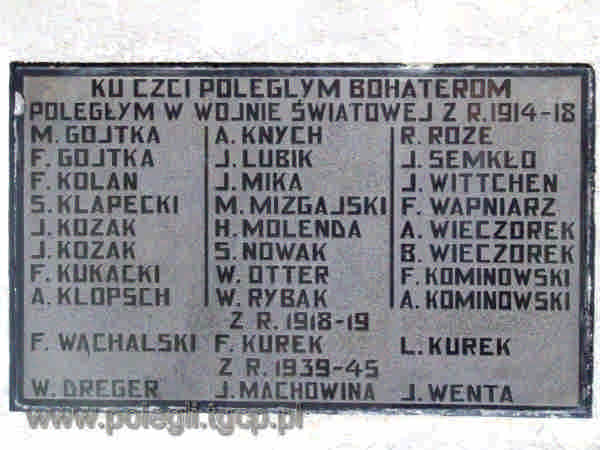 KU CZCI POLEGLYM BOHATEROM
POLEGŁYM W WOJNIE ŚWIATOWEJ Z R.1914-18
M. GOJTKA A. KNYCH R. ROZE
F. GOJTKA J. LUBIK J. SEMKŁO
F. KOLAN J. MIKA J. WITTCHEN
S. KLAPECKI M. MIZGAJSKI F. WAPNIARZ
J. KOZAK H. MOLENDA A. WIECZOREK
J. KOZAK S. NOWAK B. WIECZOREK
F. KUKACKI W. OTTER F. KOMINOWSKI
A. KLOPSCH W. RYBAK A. KOMINOWSKI
Z R. 1918-19
F. WĄCHALSKI F. KUREK L. KUREK
Z R. 1939-45
W. DREGER J. MACHOWINA J. WENTA
www.polegli.tgcp.pl